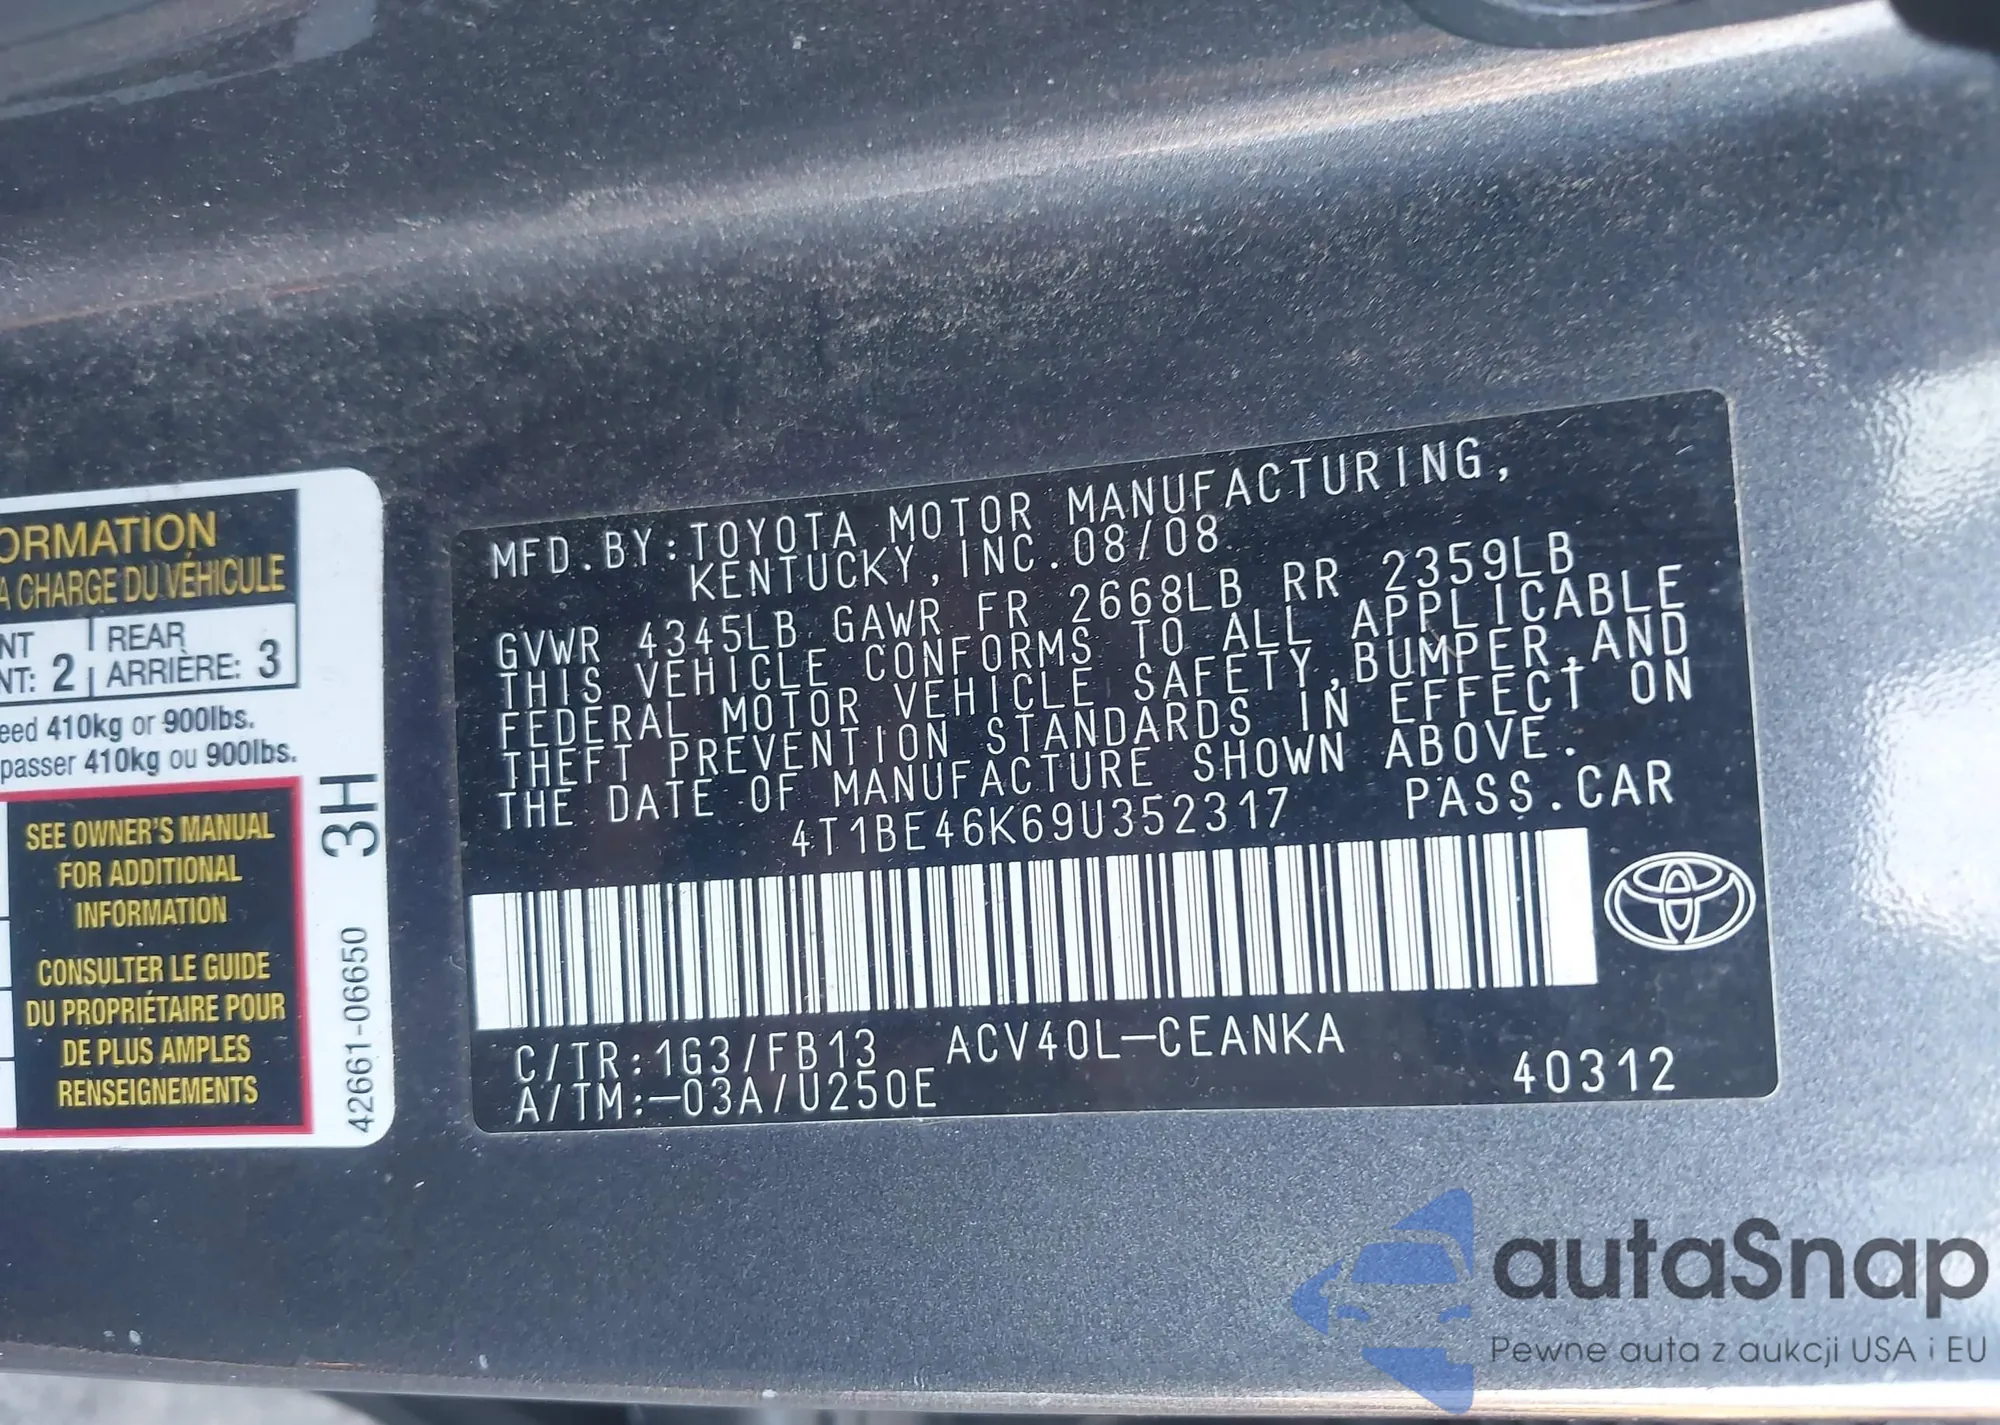 ORMATION
A CHARGE DU VÉHICULE
NT REAR
NT: 2 ARRIÈRE: 3
eed 410kg or 900lbs.
passer 410kg ou 900lbs.
SEE OWNER'S MANUAL
FOR ADDITIONAL
INFORMATION
CONSULTER LE GUIDE
DU PROPRIÉTAIRE POUR
DE PLUS AMPLES
RENSEIGNEMENTS
3H
42661-06650
MFD. BY:TOYOTA MOTOR MANUFACTURING,
KENTUCKY, INC. 08/08
GVWR 4345LB GAWR FR 2668LB RR 2359LB
THIS VEHICLE CONFORMS TO ALL APPLICABLE
FEDERAL MOTOR VEHICLE SAFETY, BUMPER, AND
THEFT PREVENTION STANDARDS IN EFFECT ON
THE DATE OF MANUFACTURE SHOWN ABOVE.
4T1BE46K69U352317 PASS. CAR
C/TR:1G3/FB13 ACV40L-CEANKA
A/TM:-03A/U250E 40312
autaSnap
Pewne auta z aukcji USA i EU